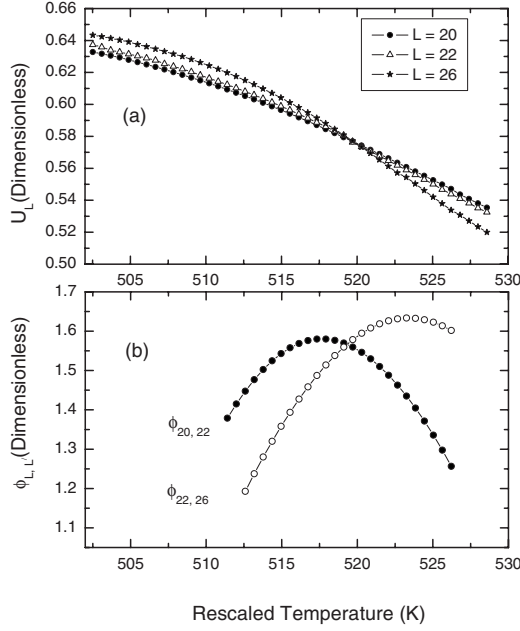 0.66
0.64
0.62
0.60
0.58
0.56
0.54
0.52
0.50
U_L(Dimensionless)
(a)
L = 20
L = 22
L = 26
505 510 515 520 525 530
1.7
1.6
1.5
1.4
1.3
1.2
1.1
ϕ_L, L'(Dimensionless)
(b)
ϕ_20, 22
ϕ_22, 26
505 510 515 520 525 530
Rescaled Temperature (K)